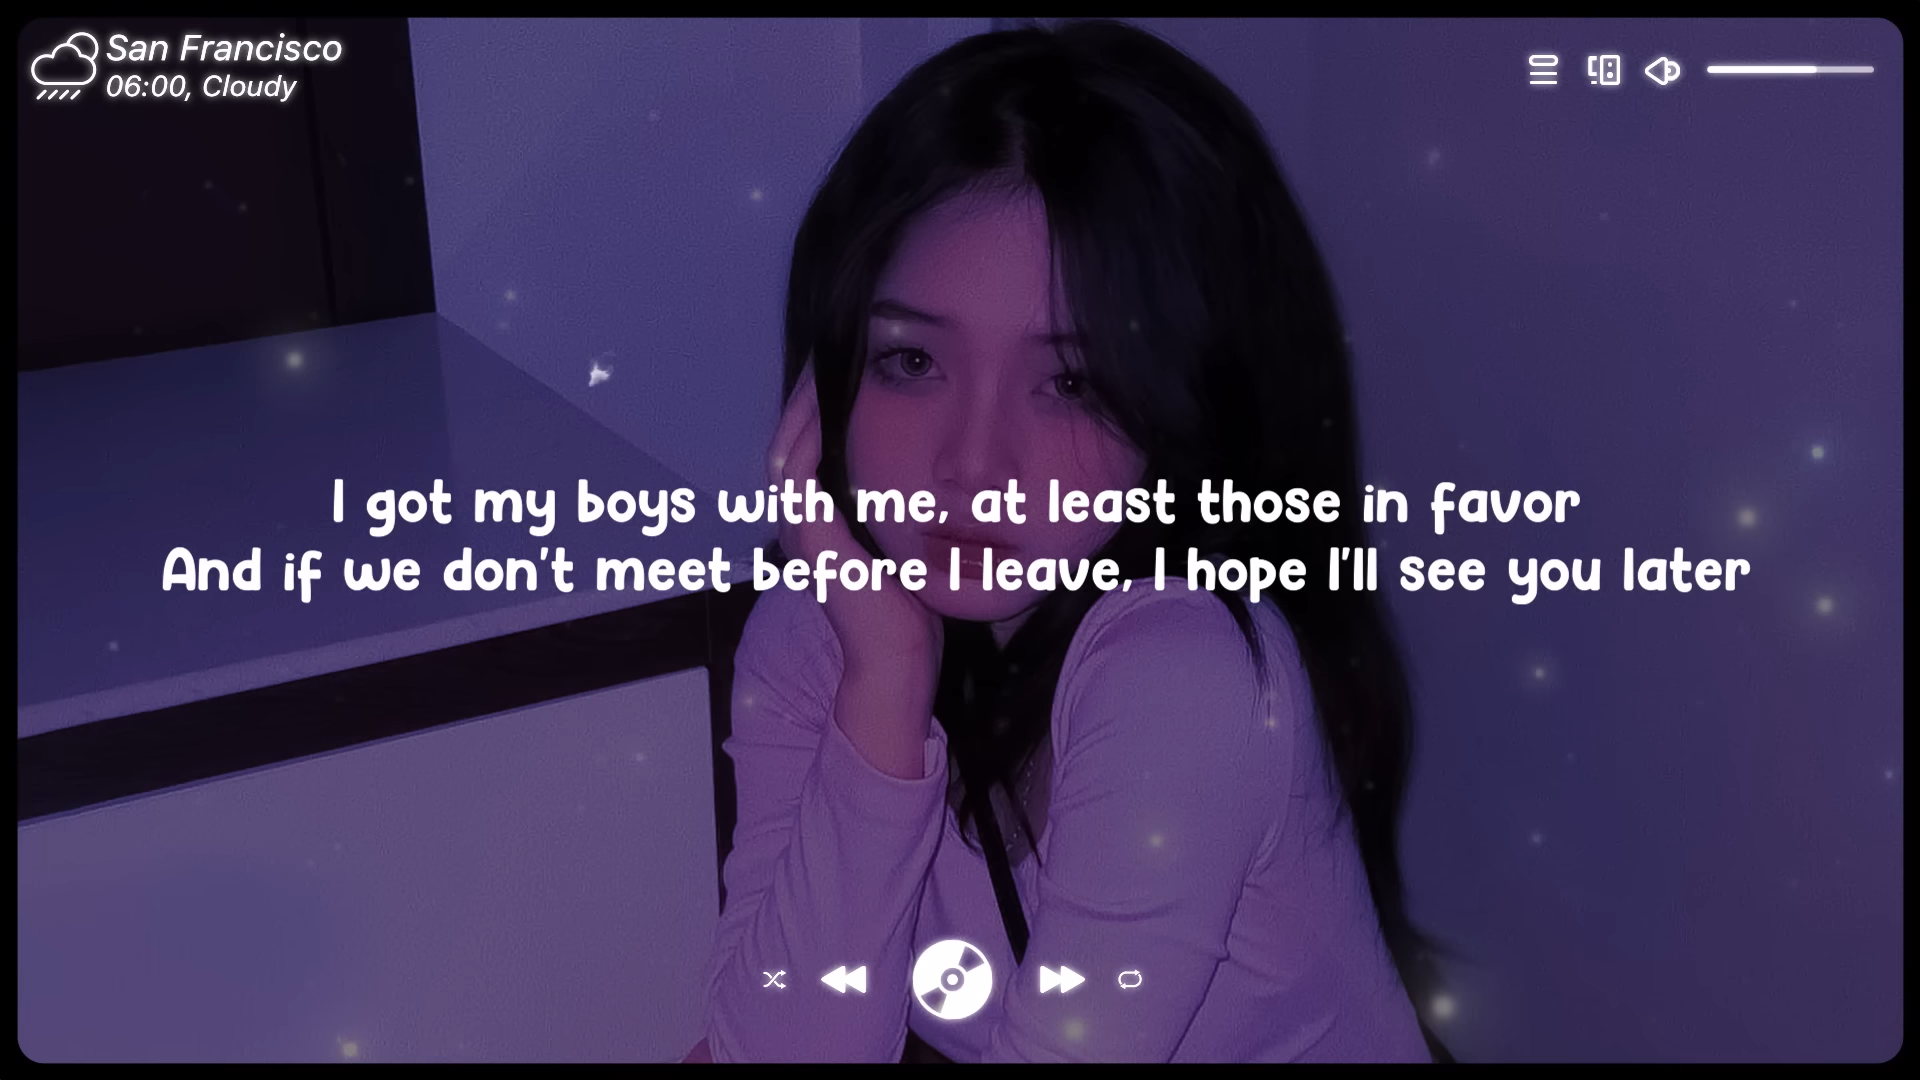 San Francisco
06:00, Cloudy
I got my boys with me, at least those in favor
And if we don't meet before I leave, I hope I'll see you later